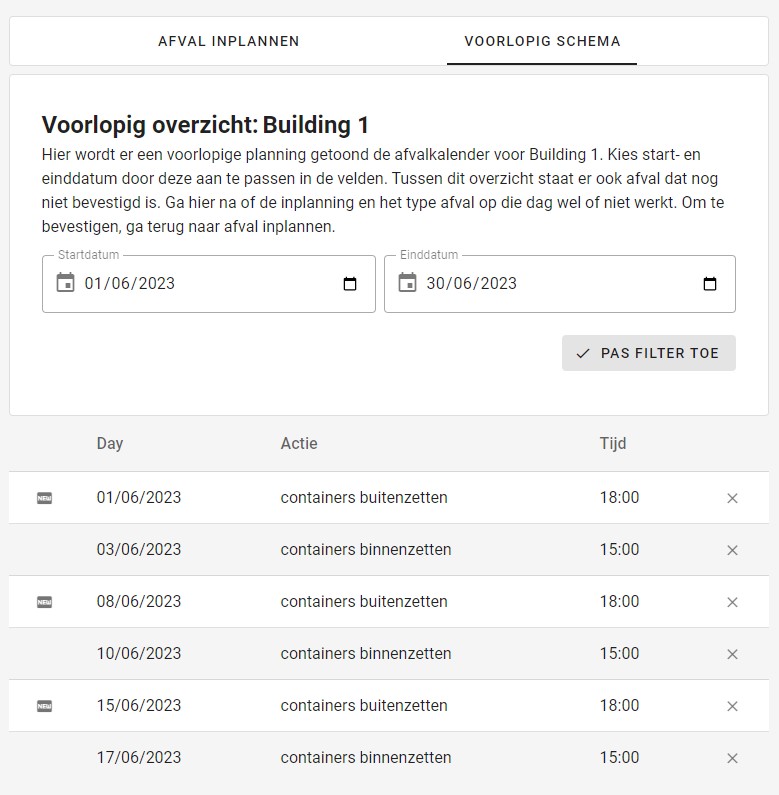 AFVAL INPLANNEN VOORLOPIG SCHEMA
Voorlopig overzicht: Building 1
Hier wordt er een voorlopige planning getoond de afvalkalender voor Building 1. Kies start- en
einddatum door deze aan te passen in de velden. Tussen dit overzicht staat er ook afval dat nog
niet bevestigd is. Ga hier na of de inplanning en het type afval op die dag wel of niet werkt. Om te
bevestigen, ga terug naar afval inplannen.
Startdatum Einddatum
01/06/2023 30/06/2023
PAS FILTER TOE
Day Actie Tijd
NEW 01/06/2023 containers buitenzetten 18:00
03/06/2023 containers binnenzetten 15:00
NEW 08/06/2023 containers buitenzetten 18:00
10/06/2023 containers binnenzetten 15:00
NEW 15/06/2023 containers buitenzetten 18:00
17/06/2023 containers binnenzetten 15:00